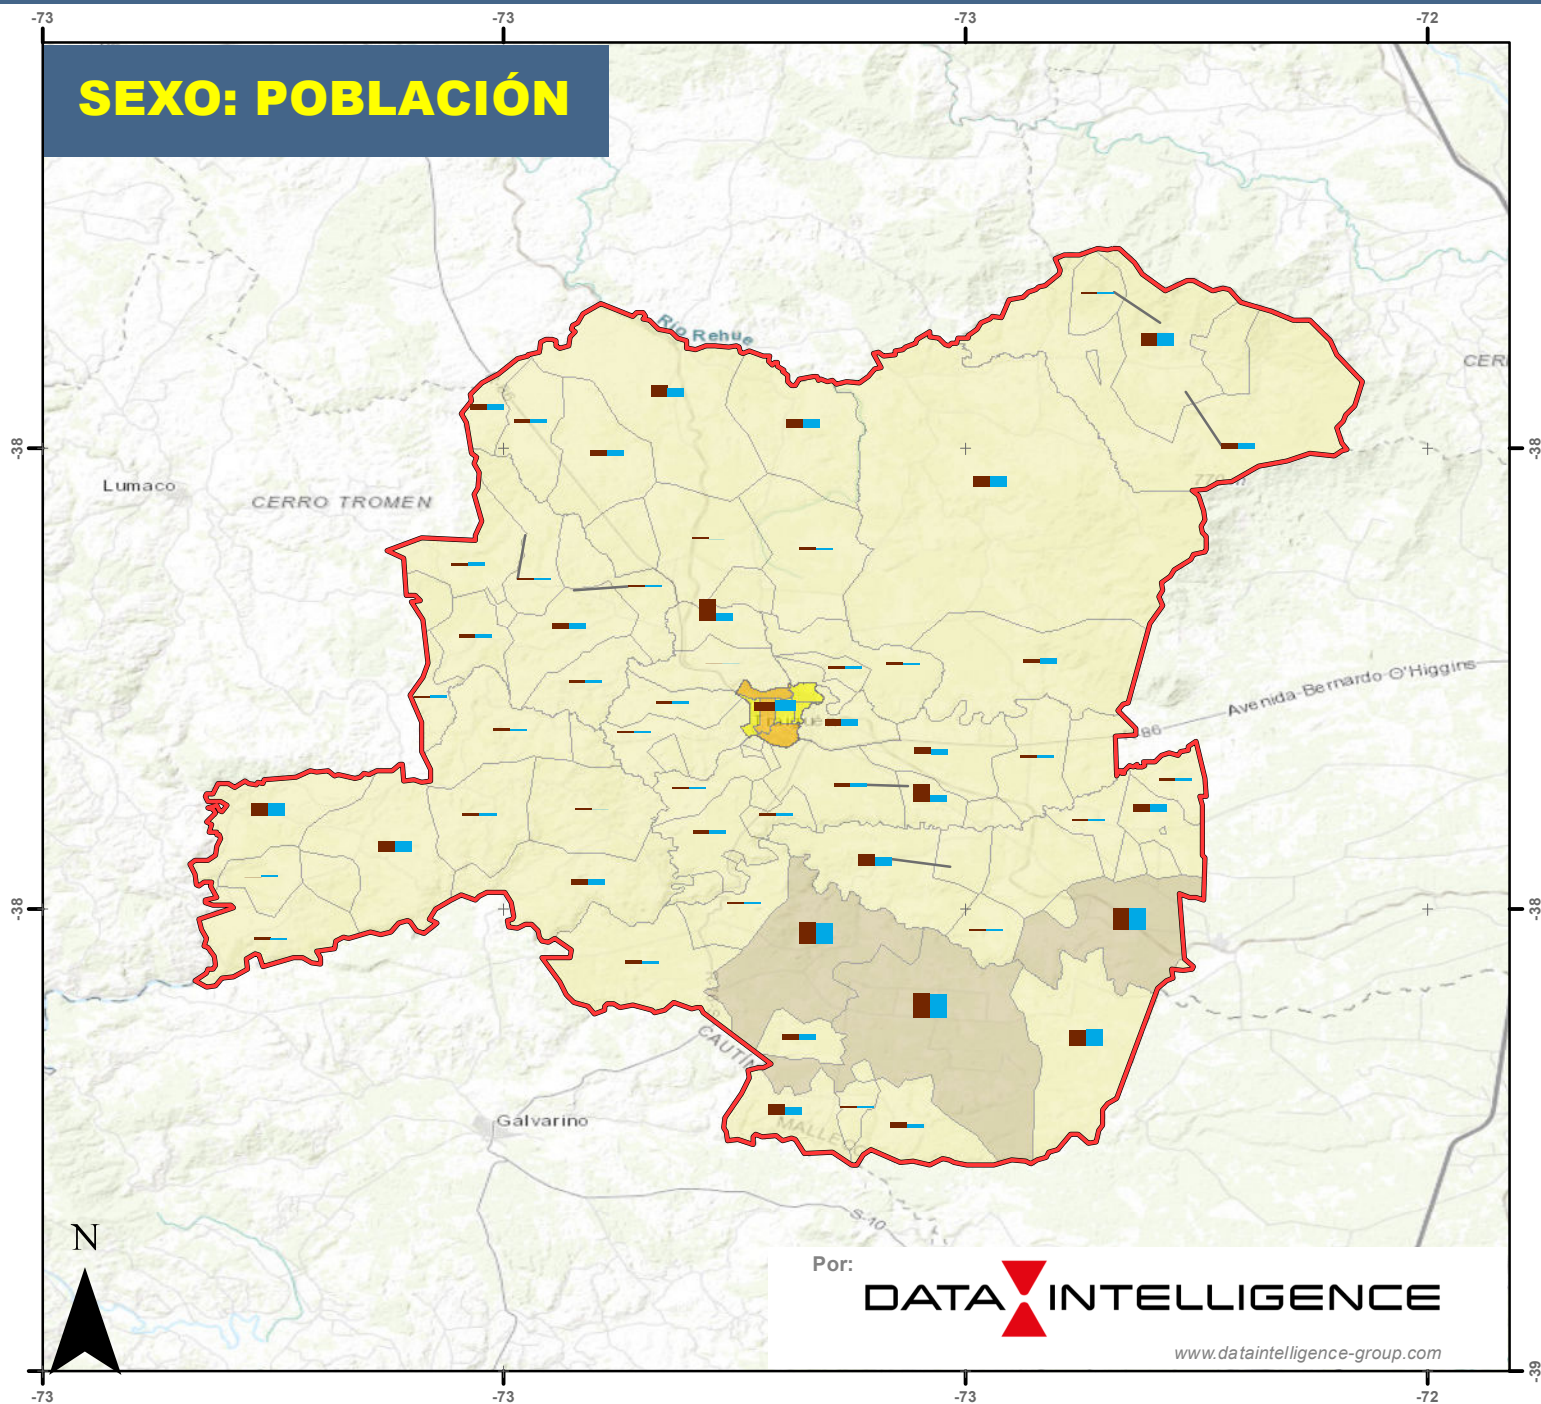 -73 -73 -73 -72
SEXO: POBLACIÓN
Río Rehue
-38 -38
Lumaco
CERRO TROMEN
Avenida-Bernardo-O'Higgins
86
-38 -38
CAUTIN
Galvarino
MALLECO
S-10
N
Por:
DATA INTELLIGENCE
www.dataintelligence-group.com
-39
-73 -73 -73 -72